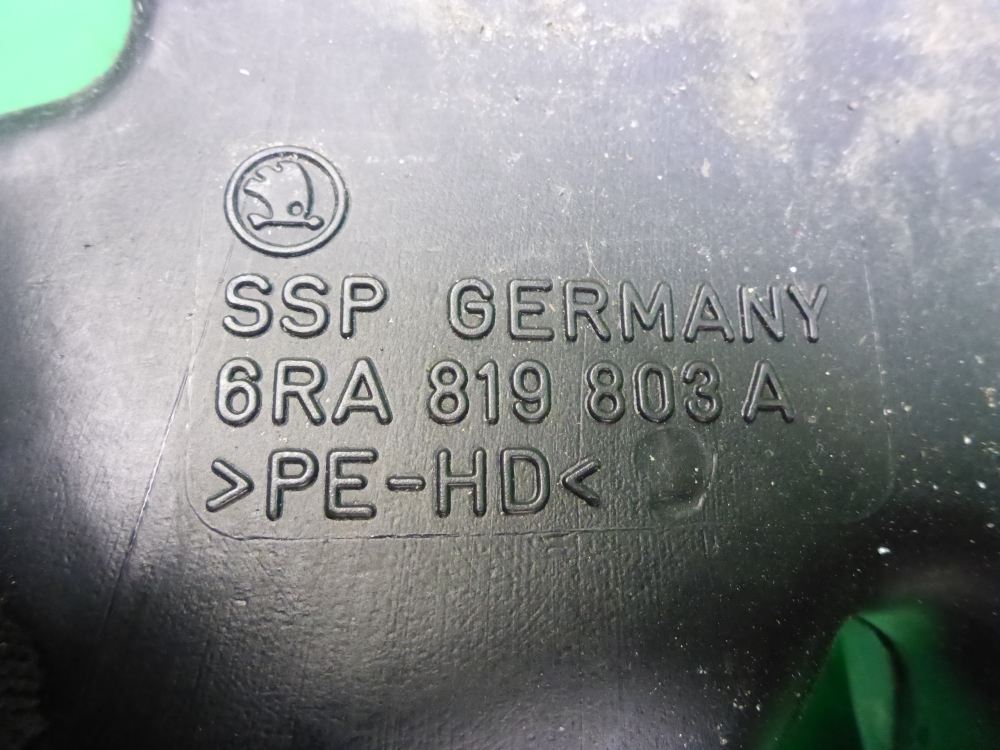 SSP GERMANY
6RA 819 803 A
>PE-HD<